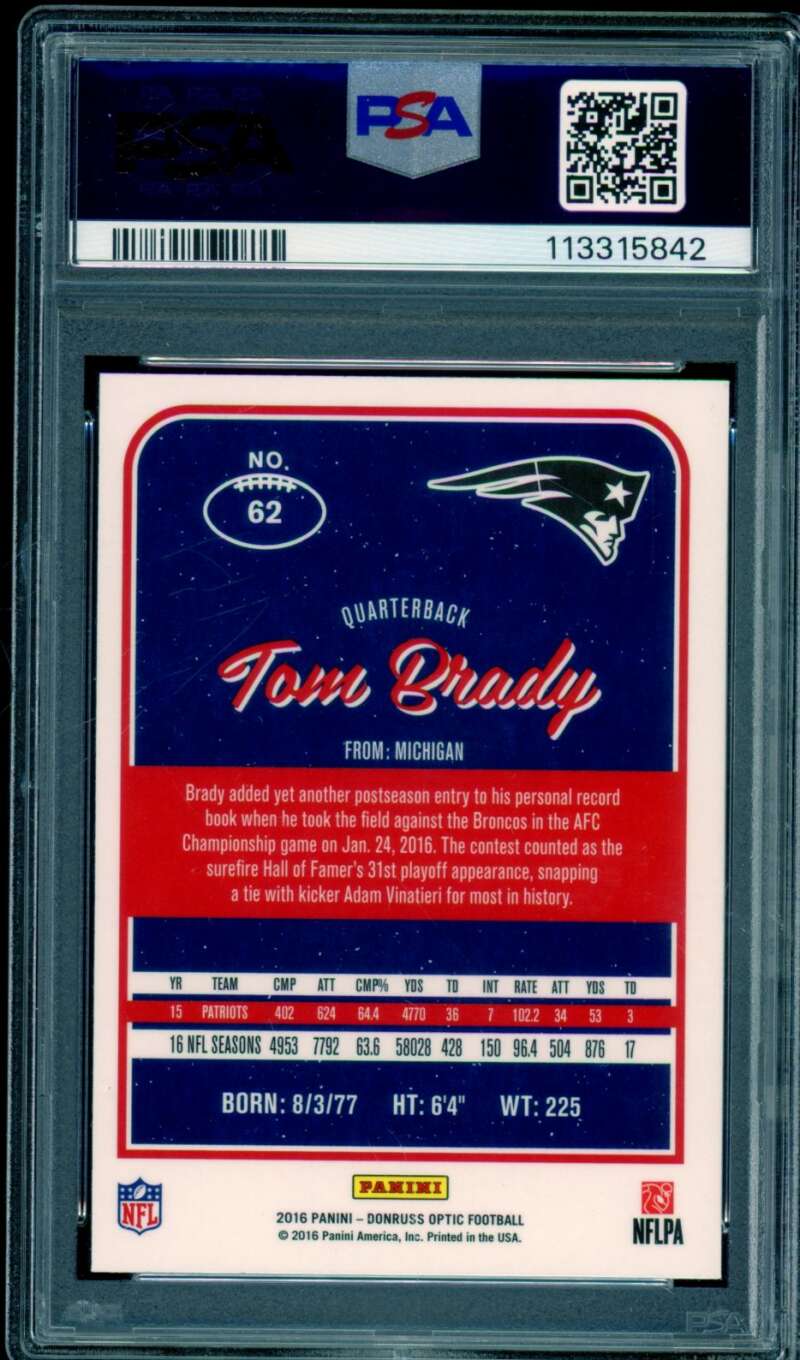 PSA
PSA
113315842
NO.
62
QUARTERBACK
Tom Brady
FROM: MICHIGAN
Brady added yet another postseason entry to his personal record
book when he took the field against the Broncos in the AFC
Championship game on Jan. 24, 2016. The contest counted as the
surefire Hall of Famer's 31st playoff appearance, snapping
a tie with kicker Adam Vinatieri for most in history.
YR TEAM CMP ATT CMP% YDS TD INT RATE ATT YDS TD
15 PATRIOTS 402 624 64.4 4770 36 7 102.2 34 53 3
16 NFL SEASONS 4953 7792 63.6 58028 428 150 96.4 504 876 17
BORN: 8/3/77 HT: 6'4" WT: 225
NFL
PANINI
2016 PANINI – DONRUSS OPTIC FOOTBALL
© 2016 Panini America, Inc. Printed in the USA.
NFLPA
PSA